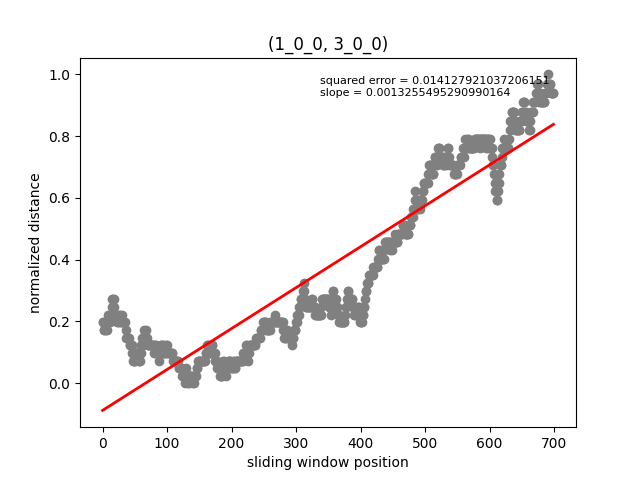 (1_0_0, 3_0_0)
squared error = 0.014127921037206151
slope = 0.0013255495290990164
normalized distance
1.0
0.8
0.6
0.4
0.2
0.0
0 100 200 300 400 500 600 700
sliding window position